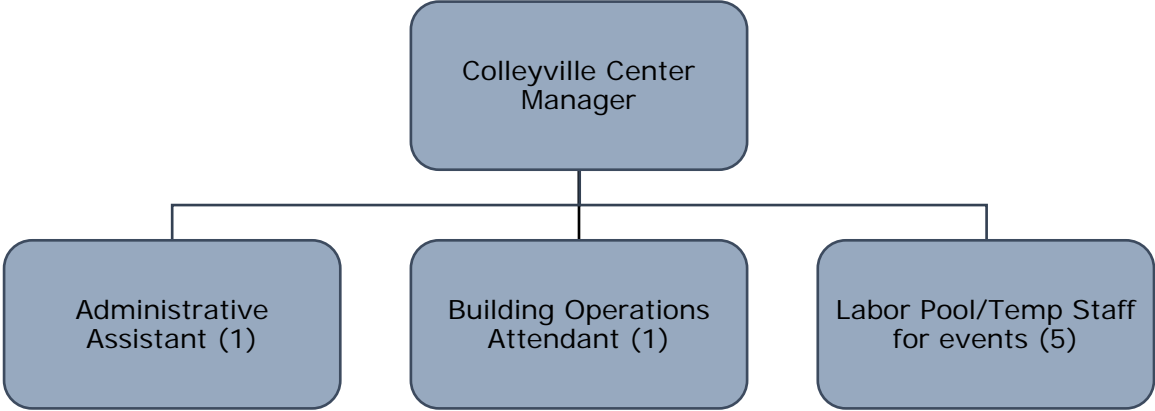 Colleyville Center
Manager
Administrative
Assistant (1)
Building Operations
Attendant (1)
Labor Pool/Temp Staff
for events (5)